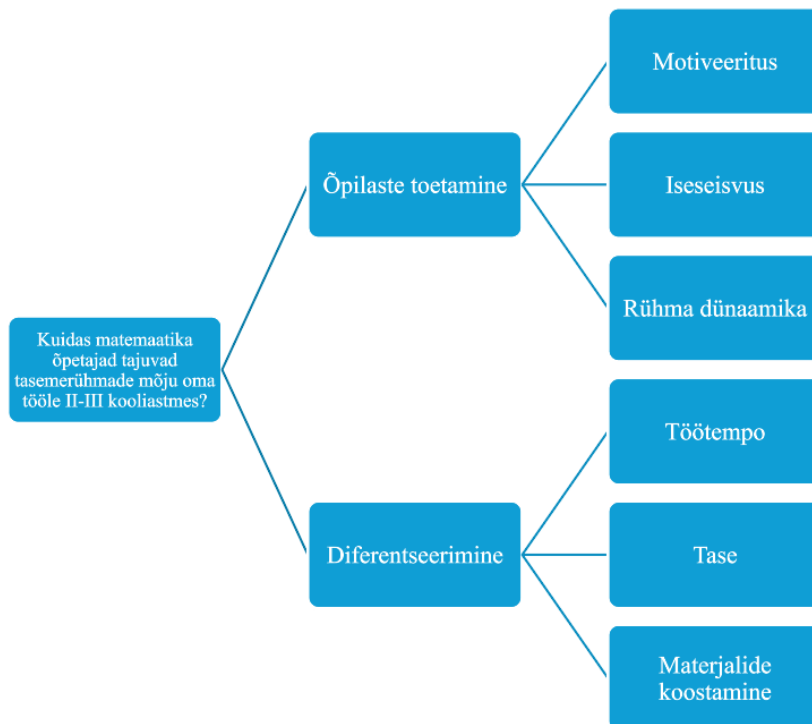 Kuidas matemaatika
õpetajad tajuvad
tasemerühmade mõju oma
tööle II-III kooliastmes?
Õpilaste toetamine
Motiveeritus
Iseseisvus
Rühma dünaamika
Diferentseerimine
Töötempo
Tase
Materjalide
koostamine